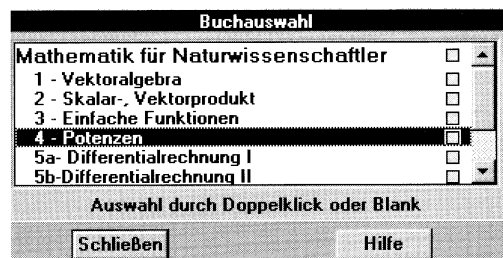 Buchauswahl
Mathematik für Naturwissenschaftler
1 - Vektoralgebra
2 - Skalar-, Vektorprodukt
3 - Einfache Funktionen
4 - Potenzen
5a- Differentialrechnung I
5b-Differentialrechnung II
Auswahl durch Doppelklick oder Blank
Schließen Hilfe